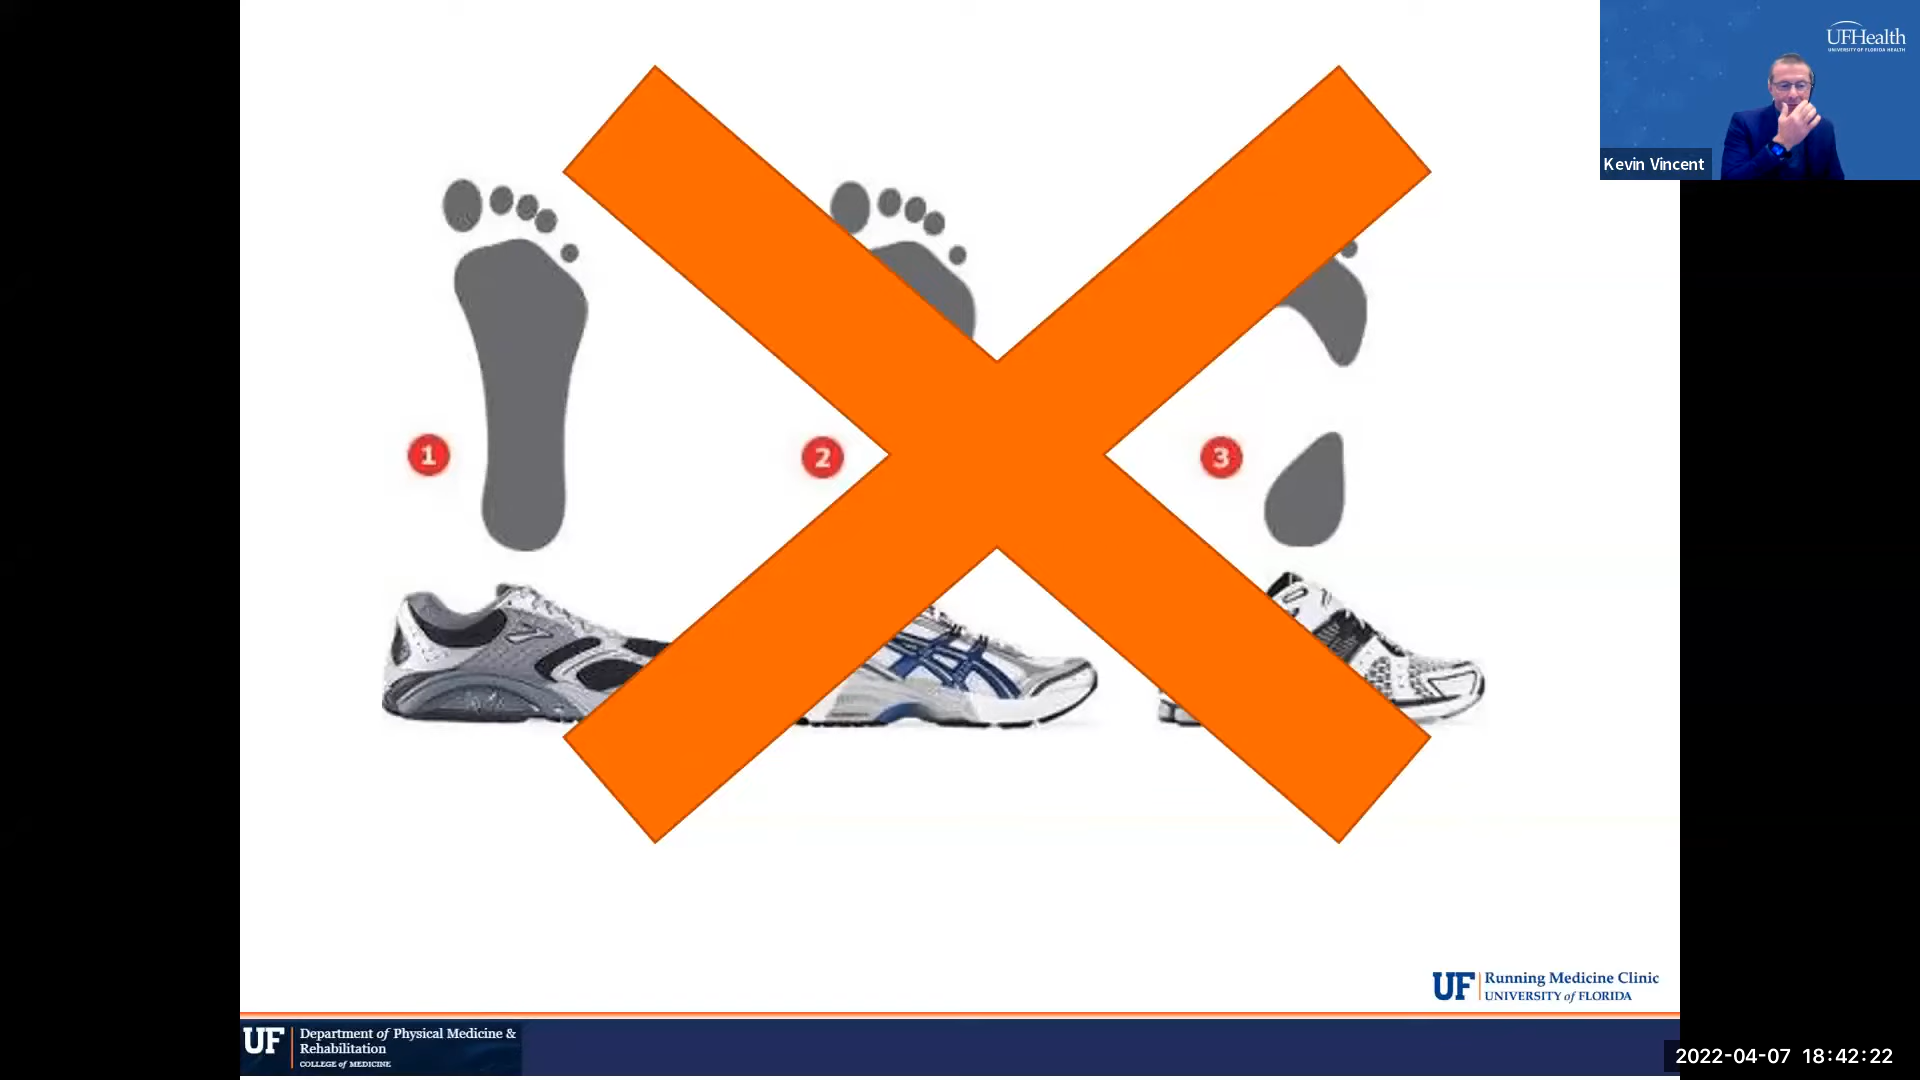 UFHealth
UNIVERSITY OF FLORIDA HEALTH
Kevin Vincent
1
2
3
UF Running Medicine Clinic
UNIVERSITY of FLORIDA
UF Department of Physical Medicine &
Rehabilitation
COLLEGE of MEDICINE
2022-04-07 18:42:22